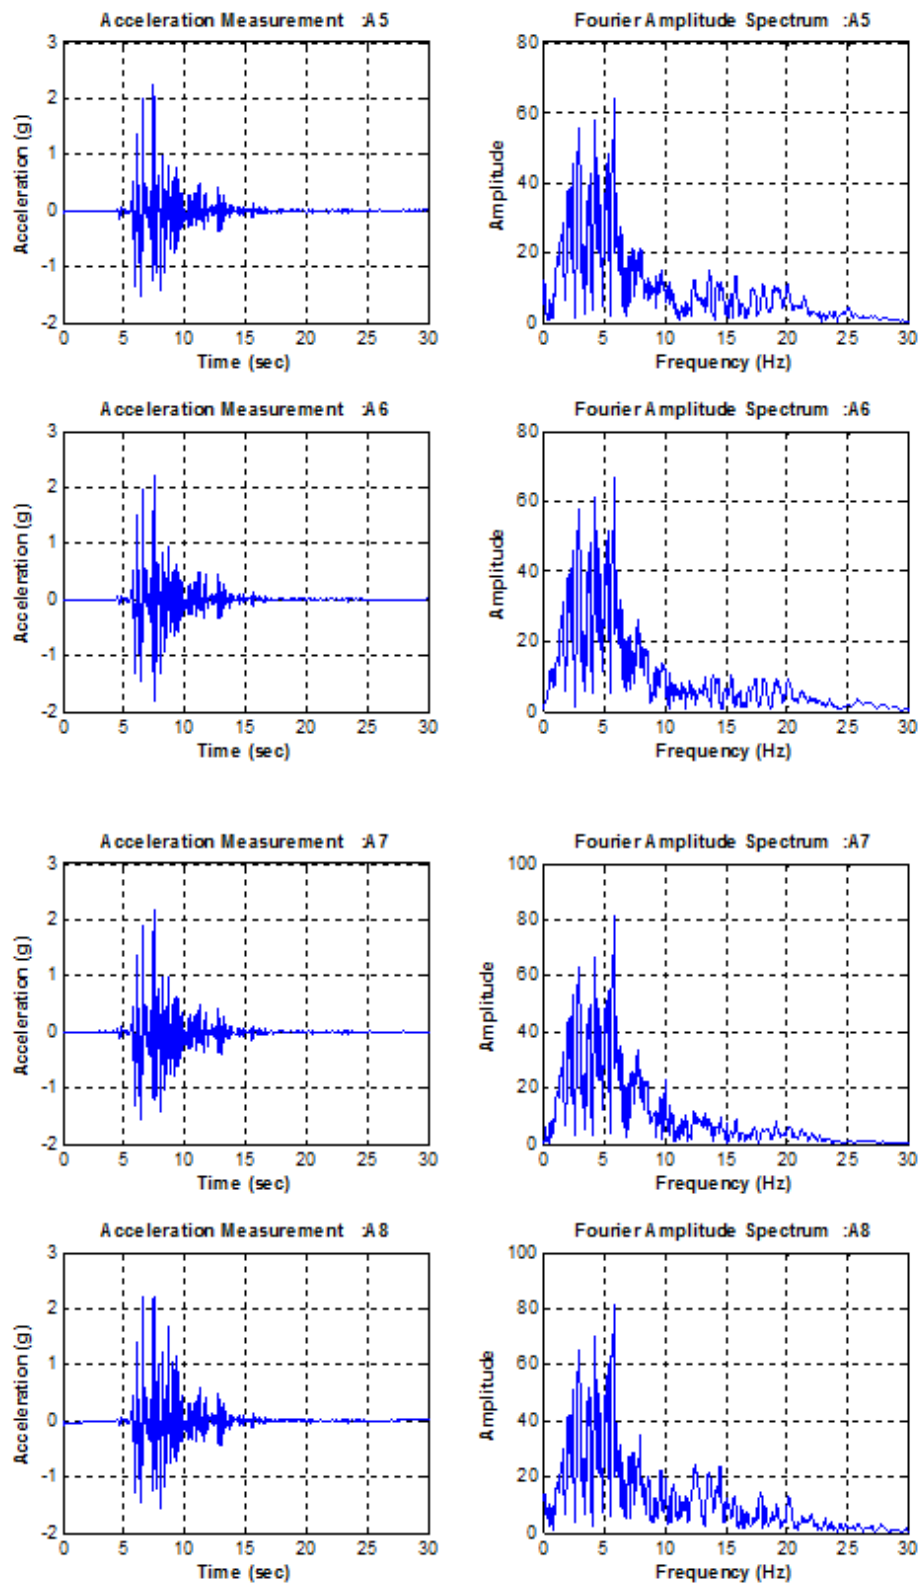 Acceleration Measurement :A5 Fourier Amplitude Spectrum :A5
3 80
2 60
1 40
0 20
-1 0
-2
Acceleration (g) Amplitude
0 5 10 15 20 25 30 0 5 10 15 20 25 30
Time (sec) Frequency (Hz)
Acceleration Measurement :A6 Fourier Amplitude Spectrum :A6
3 80
2 60
1 40
0 20
-1 0
-2
Acceleration (g) Amplitude
0 5 10 15 20 25 30 0 5 10 15 20 25 30
Time (sec) Frequency (Hz)
Acceleration Measurement :A7 Fourier Amplitude Spectrum :A7
3 100
2 80
1 60
0 40
-1 20
-2 0
Acceleration (g) Amplitude
0 5 10 15 20 25 30 0 5 10 15 20 25 30
Time (sec) Frequency (Hz)
Acceleration Measurement :A8 Fourier Amplitude Spectrum :A8
3 100
2 80
1 60
0 40
-1 20
-2 0
Acceleration (g) Amplitude
0 5 10 15 20 25 30 0 5 10 15 20 25 30
Time (sec) Frequency (Hz)